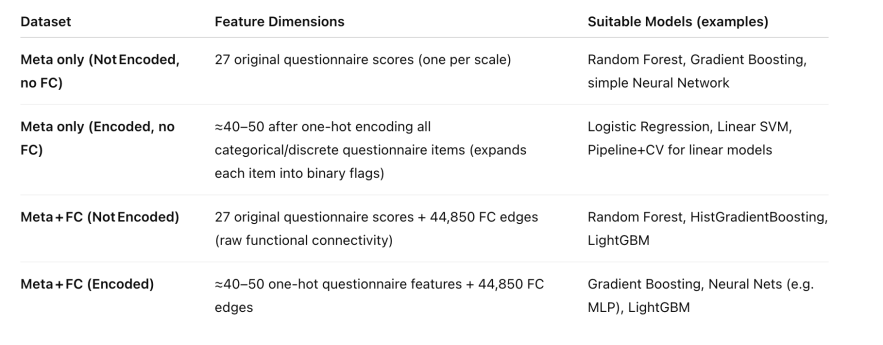 Dataset Feature Dimensions Suitable Models (examples)
Meta only (Not Encoded, 27 original questionnaire scores (one per scale) Random Forest, Gradient Boosting,
no FC) simple Neural Network
Meta only (Encoded, no ≈40–50 after one-hot encoding all Logistic Regression, Linear SVM,
FC) categorical/discrete questionnaire items (expands Pipeline+CV for linear models
each item into binary flags)
Meta+FC (Not Encoded) 27 original questionnaire scores + 44,850 FC edges Random Forest, HistGradientBoosting,
(raw functional connectivity) LightGBM
Meta+FC (Encoded) ≈40–50 one-hot questionnaire features + 44,850 FC Gradient Boosting, Neural Nets (e.g.
edges MLP), LightGBM